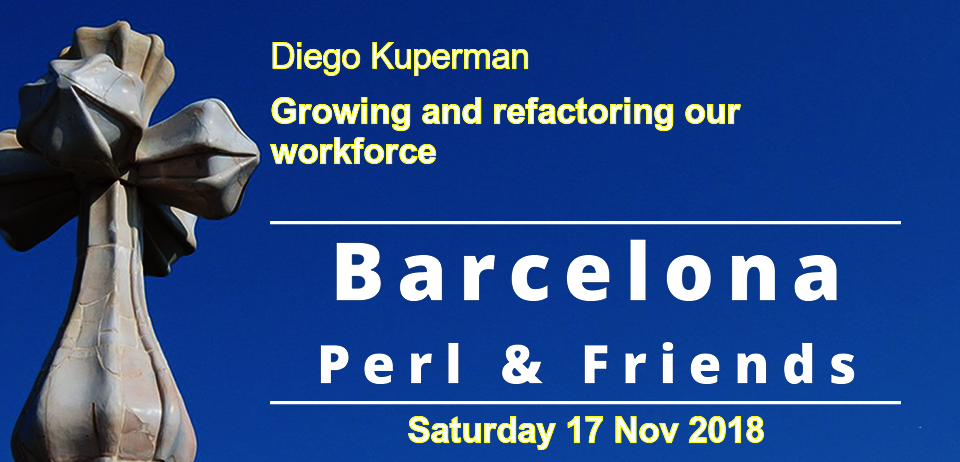 Diego Kuperman
Growing and refactoring our
workforce
Barcelona
Perl & Friends
Saturday 17 Nov 2018